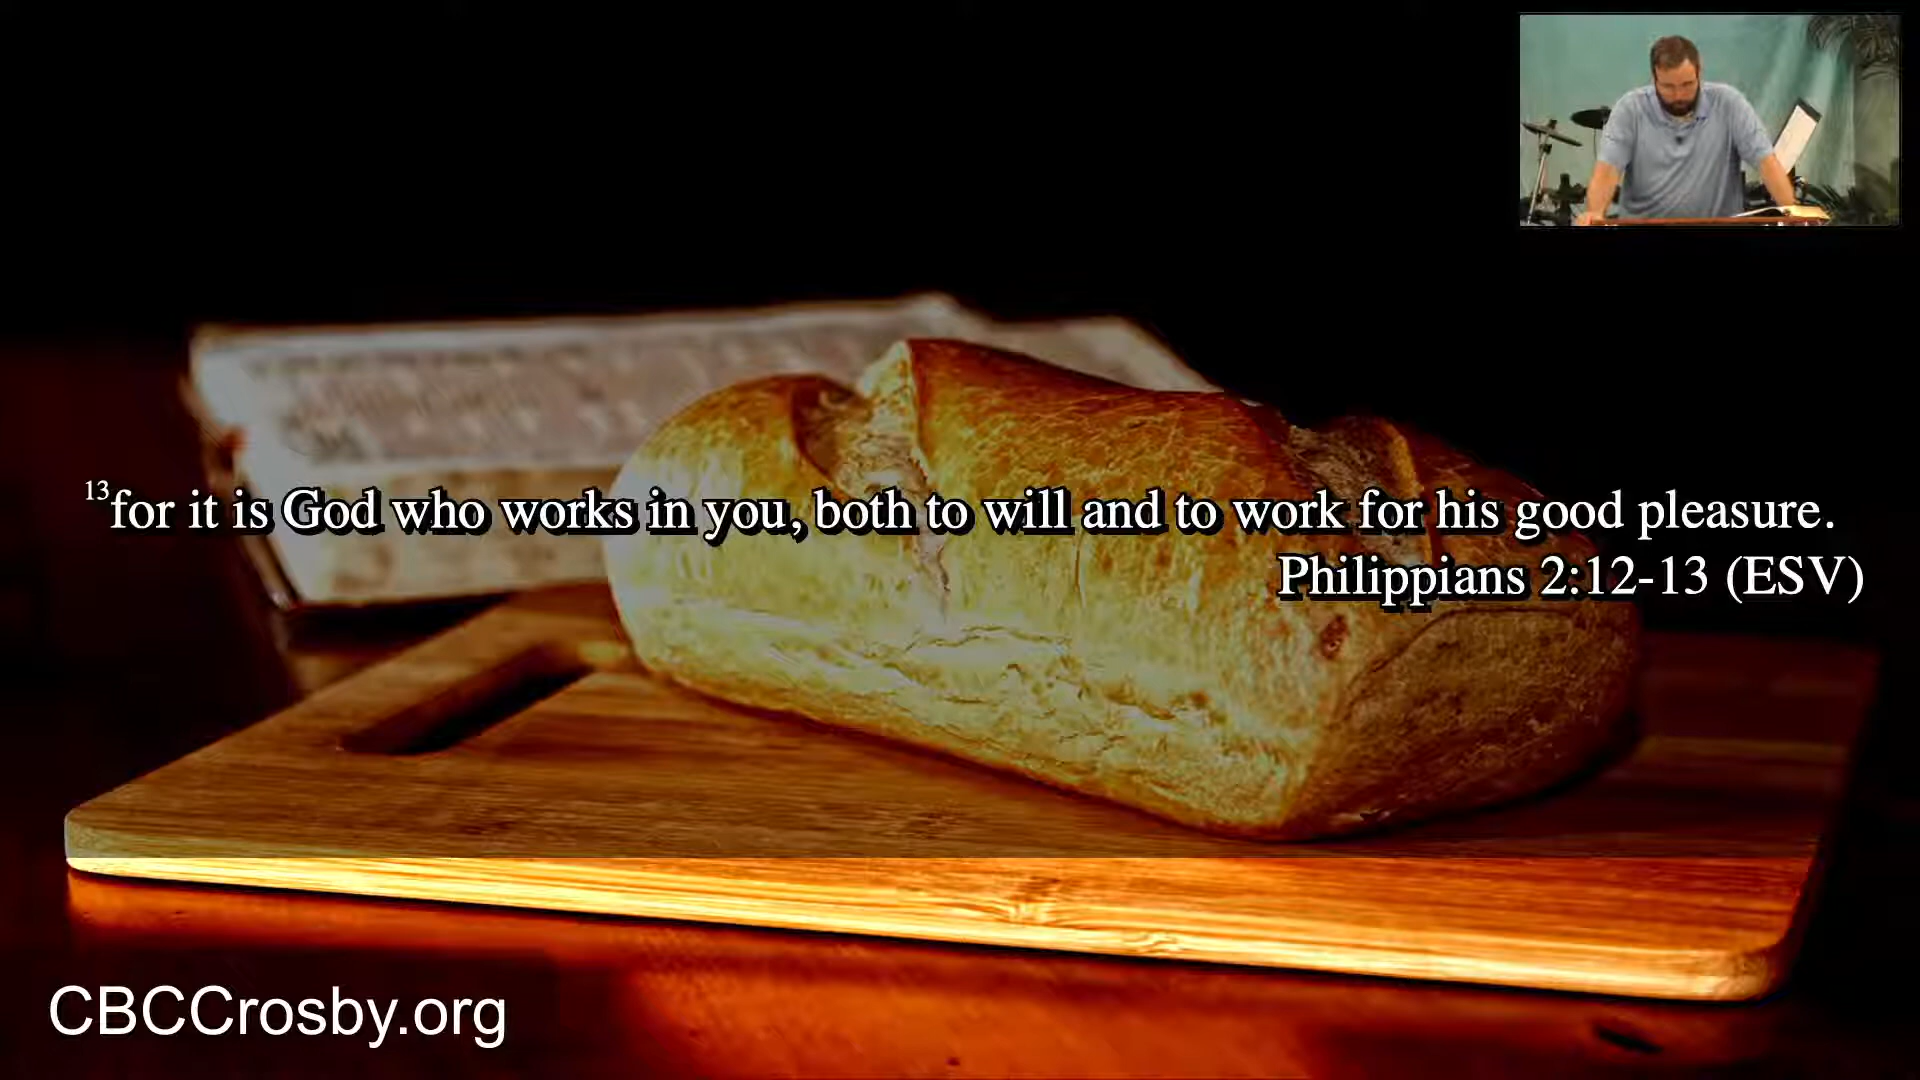 13for it is God who works in you, both to will and to work for his good pleasure.
Philippians 2:12-13 (ESV)
CBCCrosby.org